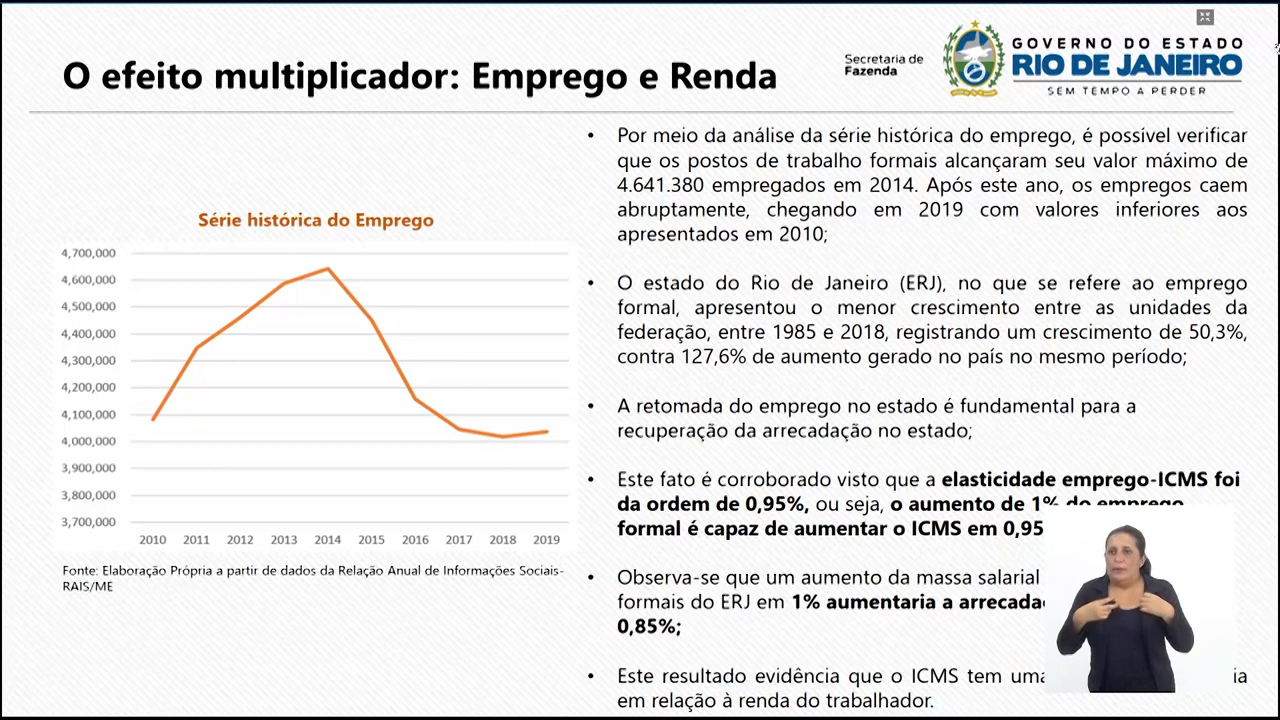 O efeito multiplicador: Emprego e Renda
Secretaria de
Fazenda
GOVERNO DO ESTADO
RIO DE JANEIRO
SEM TEMPO A PERDER
Série histórica do Emprego
4,700,000
4,600,000
4,500,000
4,400,000
4,300,000
4,200,000
4,100,000
4,000,000
3,900,000
3,800,000
3,700,000
2010 2011 2012 2013 2014 2015 2016 2017 2018 2019
Fonte: Elaboração Própria a partir de dados da Relação Anual de Informações Sociais-
RAIS/ME
• Por meio da análise da série histórica do emprego, é possível verificar
que os postos de trabalho formais alcançaram seu valor máximo de
4.641.380 empregados em 2014. Após este ano, os empregos caem
abruptamente, chegando em 2019 com valores inferiores aos
apresentados em 2010;
• O estado do Rio de Janeiro (ERJ), no que se refere ao emprego
formal, apresentou o menor crescimento entre as unidades da
federação, entre 1985 e 2018, registrando um crescimento de 50,3%,
contra 127,6% de aumento gerado no país no mesmo período;
• A retomada do emprego no estado é fundamental para a
recuperação da arrecadação no estado;
• Este fato é corroborado visto que a elasticidade emprego-ICMS foi
da ordem de 0,95%, ou seja, o aumento de 1% do emprego
formal é capaz de aumentar o ICMS em 0,95
• Observa-se que um aumento da massa salarial
formais do ERJ em 1% aumentaria a
0,85%;
• Este resultado evidência que o ICMS tem
em relação à renda do trabalhador.